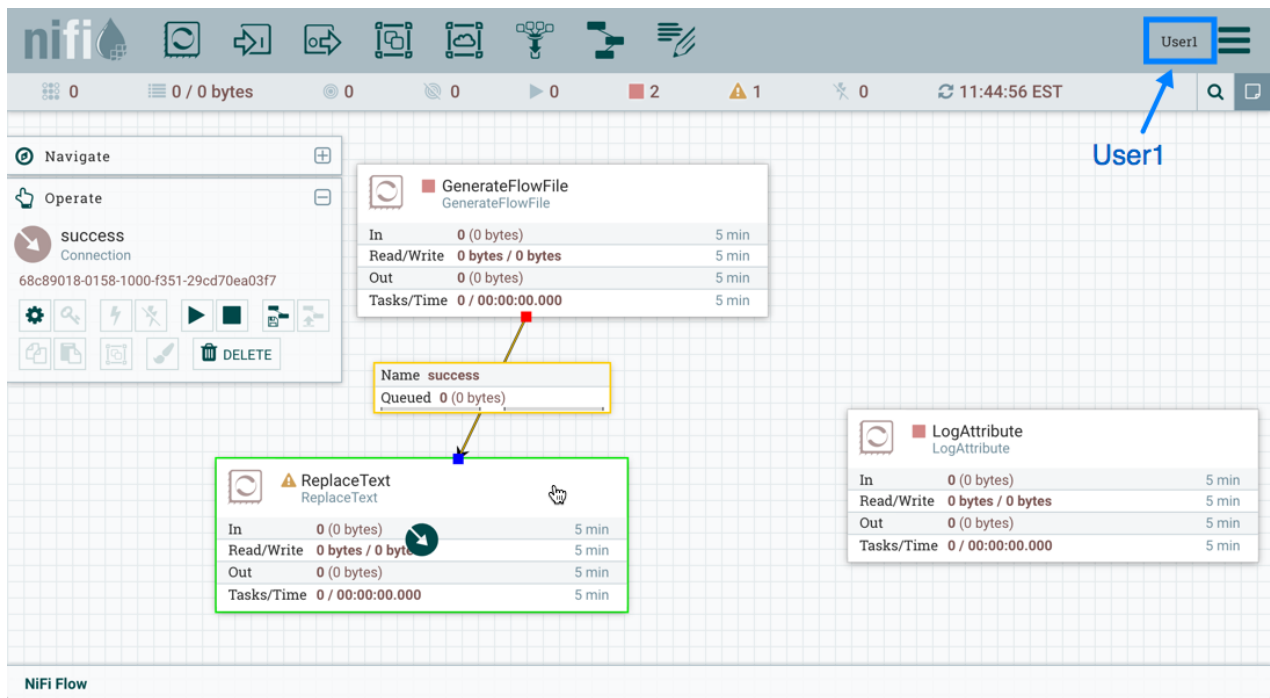 nifi
User1
0
0 / 0 bytes
0
0
0
2
1
0
11:44:56 EST
User1
Navigate
Operate
success
Connection
68c89018-0158-1000-f351-29cd70ea03f7
DELETE
GenerateFlowFile
GenerateFlowFile
In 0 (0 bytes) 5 min
Read/Write 0 bytes / 0 bytes 5 min
Out 0 (0 bytes) 5 min
Tasks/Time 0 / 00:00:00.000 5 min
Name success
Queued 0 (0 bytes)
ReplaceText
ReplaceText
In 0 (0 bytes) 5 min
Read/Write 0 bytes / 0 byte 5 min
Out 0 (0 bytes) 5 min
Tasks/Time 0 / 00:00:00.000 5 min
LogAttribute
LogAttribute
In 0 (0 bytes) 5 min
Read/Write 0 bytes / 0 bytes 5 min
Out 0 (0 bytes) 5 min
Tasks/Time 0 / 00:00:00.000 5 min
NiFi Flow